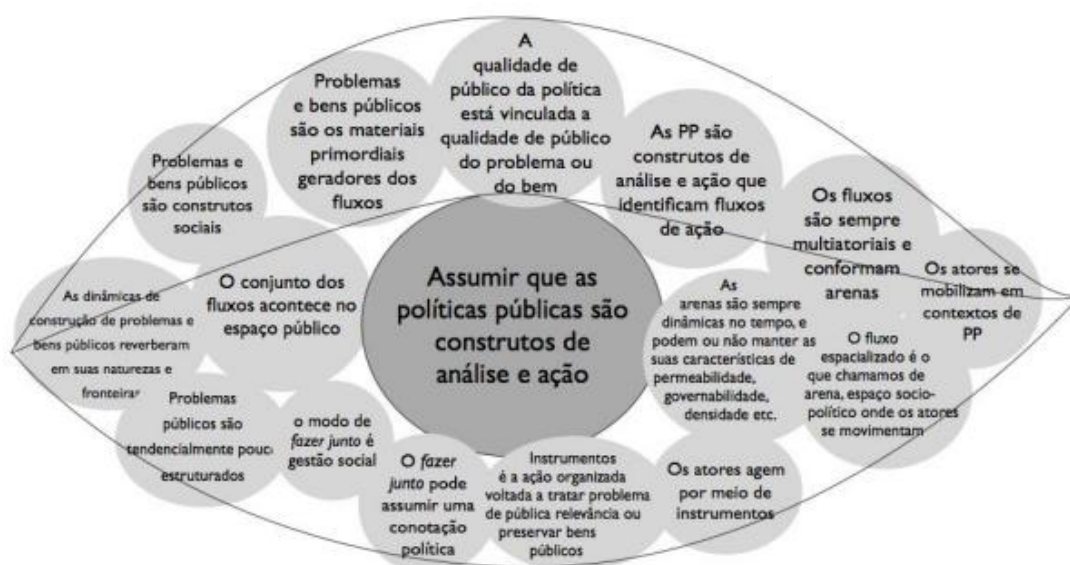 A
qualidade de
público da política
está vinculada a
qualidade de público
do problema ou
do bem
Problemas
e bens públicos
são os materiais
primordiais
geradores dos
fluxos
As PP são
construtos de
análise e ação que
identificam fluxos
de ação
Problemas e
bens públicos
são construtos
sociais
Os fluxos
são sempre
multiatoriais e
conformam
arenas
Os atores se
mobilizam em
contextos de
PP
O conjunto dos
fluxos acontece no
espaço público
Assumir que as
políticas públicas são
construtos de
análise e ação
As
arenas são sempre
dinâmicas no tempo, e
podem ou não manter as
suas características de
permeabilidade,
governabilidade,
densidade etc.
As dinâmicas de
construção de problemas e
bens públicos reverberam
em suas naturezas e
fronteiras
O fluxo
espacializado é o
que chamamos de
arena, espaço socio-
político onde os atores
se movimentam
Problemas
públicos são
tendencialmente pouco
estruturados
o modo de
fazer junto é
gestão social
O fazer
junto pode
assumir uma
conotação
política
Instrumentos
é a ação organizada
voltada a tratar problema
de pública relevância ou
preservar bens
públicos
Os atores agem
por meio de
instrumentos